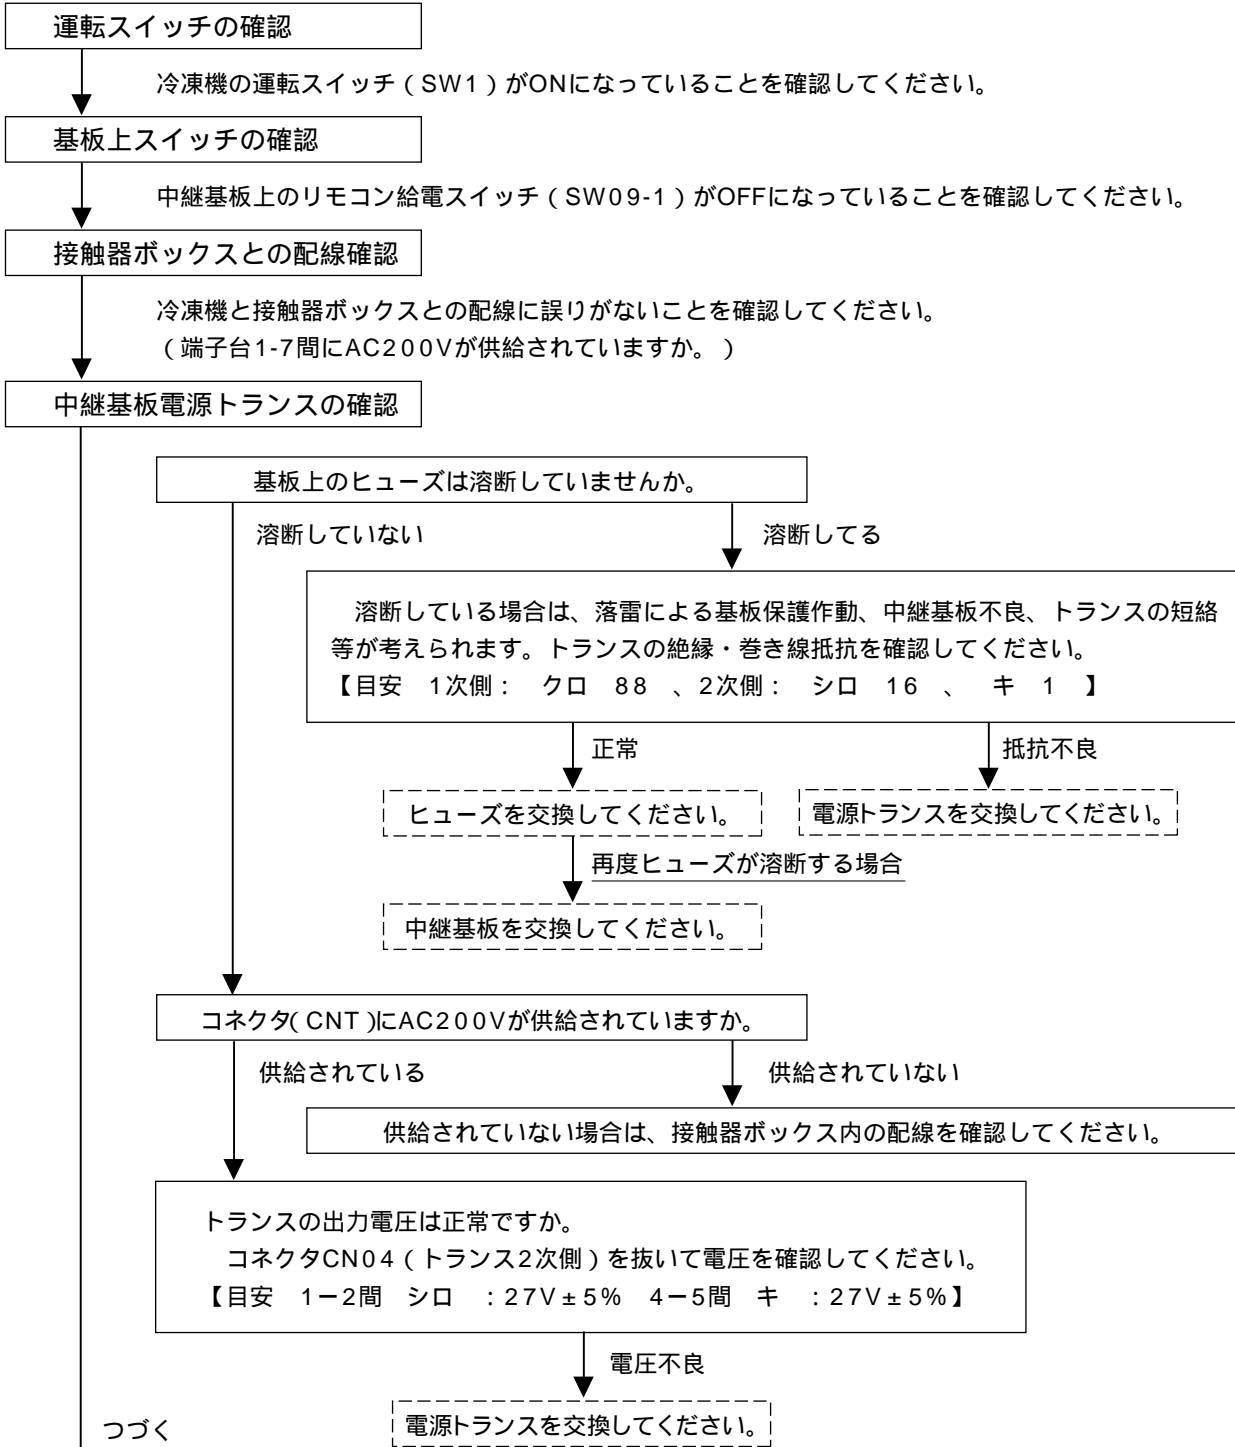 運転スイッチの確認
冷凍機の運転スイッチ（SW1）がONになっていることを確認してください。
基板上スイッチの確認
中継基板上のリモコン給電スイッチ（SW09-1）がOFFになっていることを確認してください。
接触器ボックスとの配線確認
冷凍機と接触器ボックスとの配線に誤りがないことを確認してください。
（端子台1-7間にAC200Vが供給されていますか。）
中継基板電源トランスの確認
基板上のヒューズは溶断していませんか。
溶断していない　溶断してる
溶断している場合は、落雷による基板保護作動、中継基板不良、トランスの短絡
等が考えられます。トランスの絶縁・巻き線抵抗を確認してください。
【目安　1次側：　クロ　88　、2次側：　シロ　16　、　キ　1　】
正常　抵抗不良
ヒューズを交換してください。　電源トランスを交換してください。
再度ヒューズが溶断する場合
中継基板を交換してください。
コネクタ(CNT)にAC200Vが供給されていますか。
供給されている　供給されていない
供給されていない場合は、接触器ボックス内の配線を確認してください。
トランスの出力電圧は正常ですか。
コネクタCN04（トランス2次側）を抜いて電圧を確認してください。
【目安　1ー2間　シロ　：27V±5%　4ー5間　キ　：27V±5%】
電圧不良
電源トランスを交換してください。
つづく